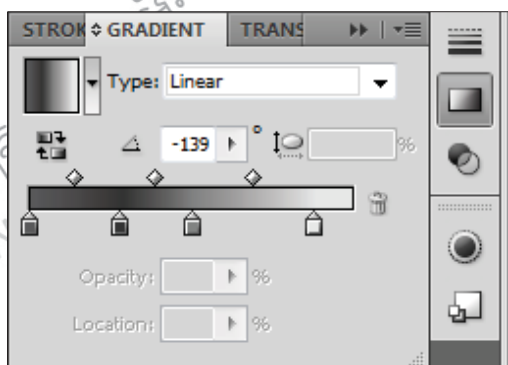 STROK GRADIENT TRANS
Type: Linear
-139 ° %
Opacity: %
Location: %